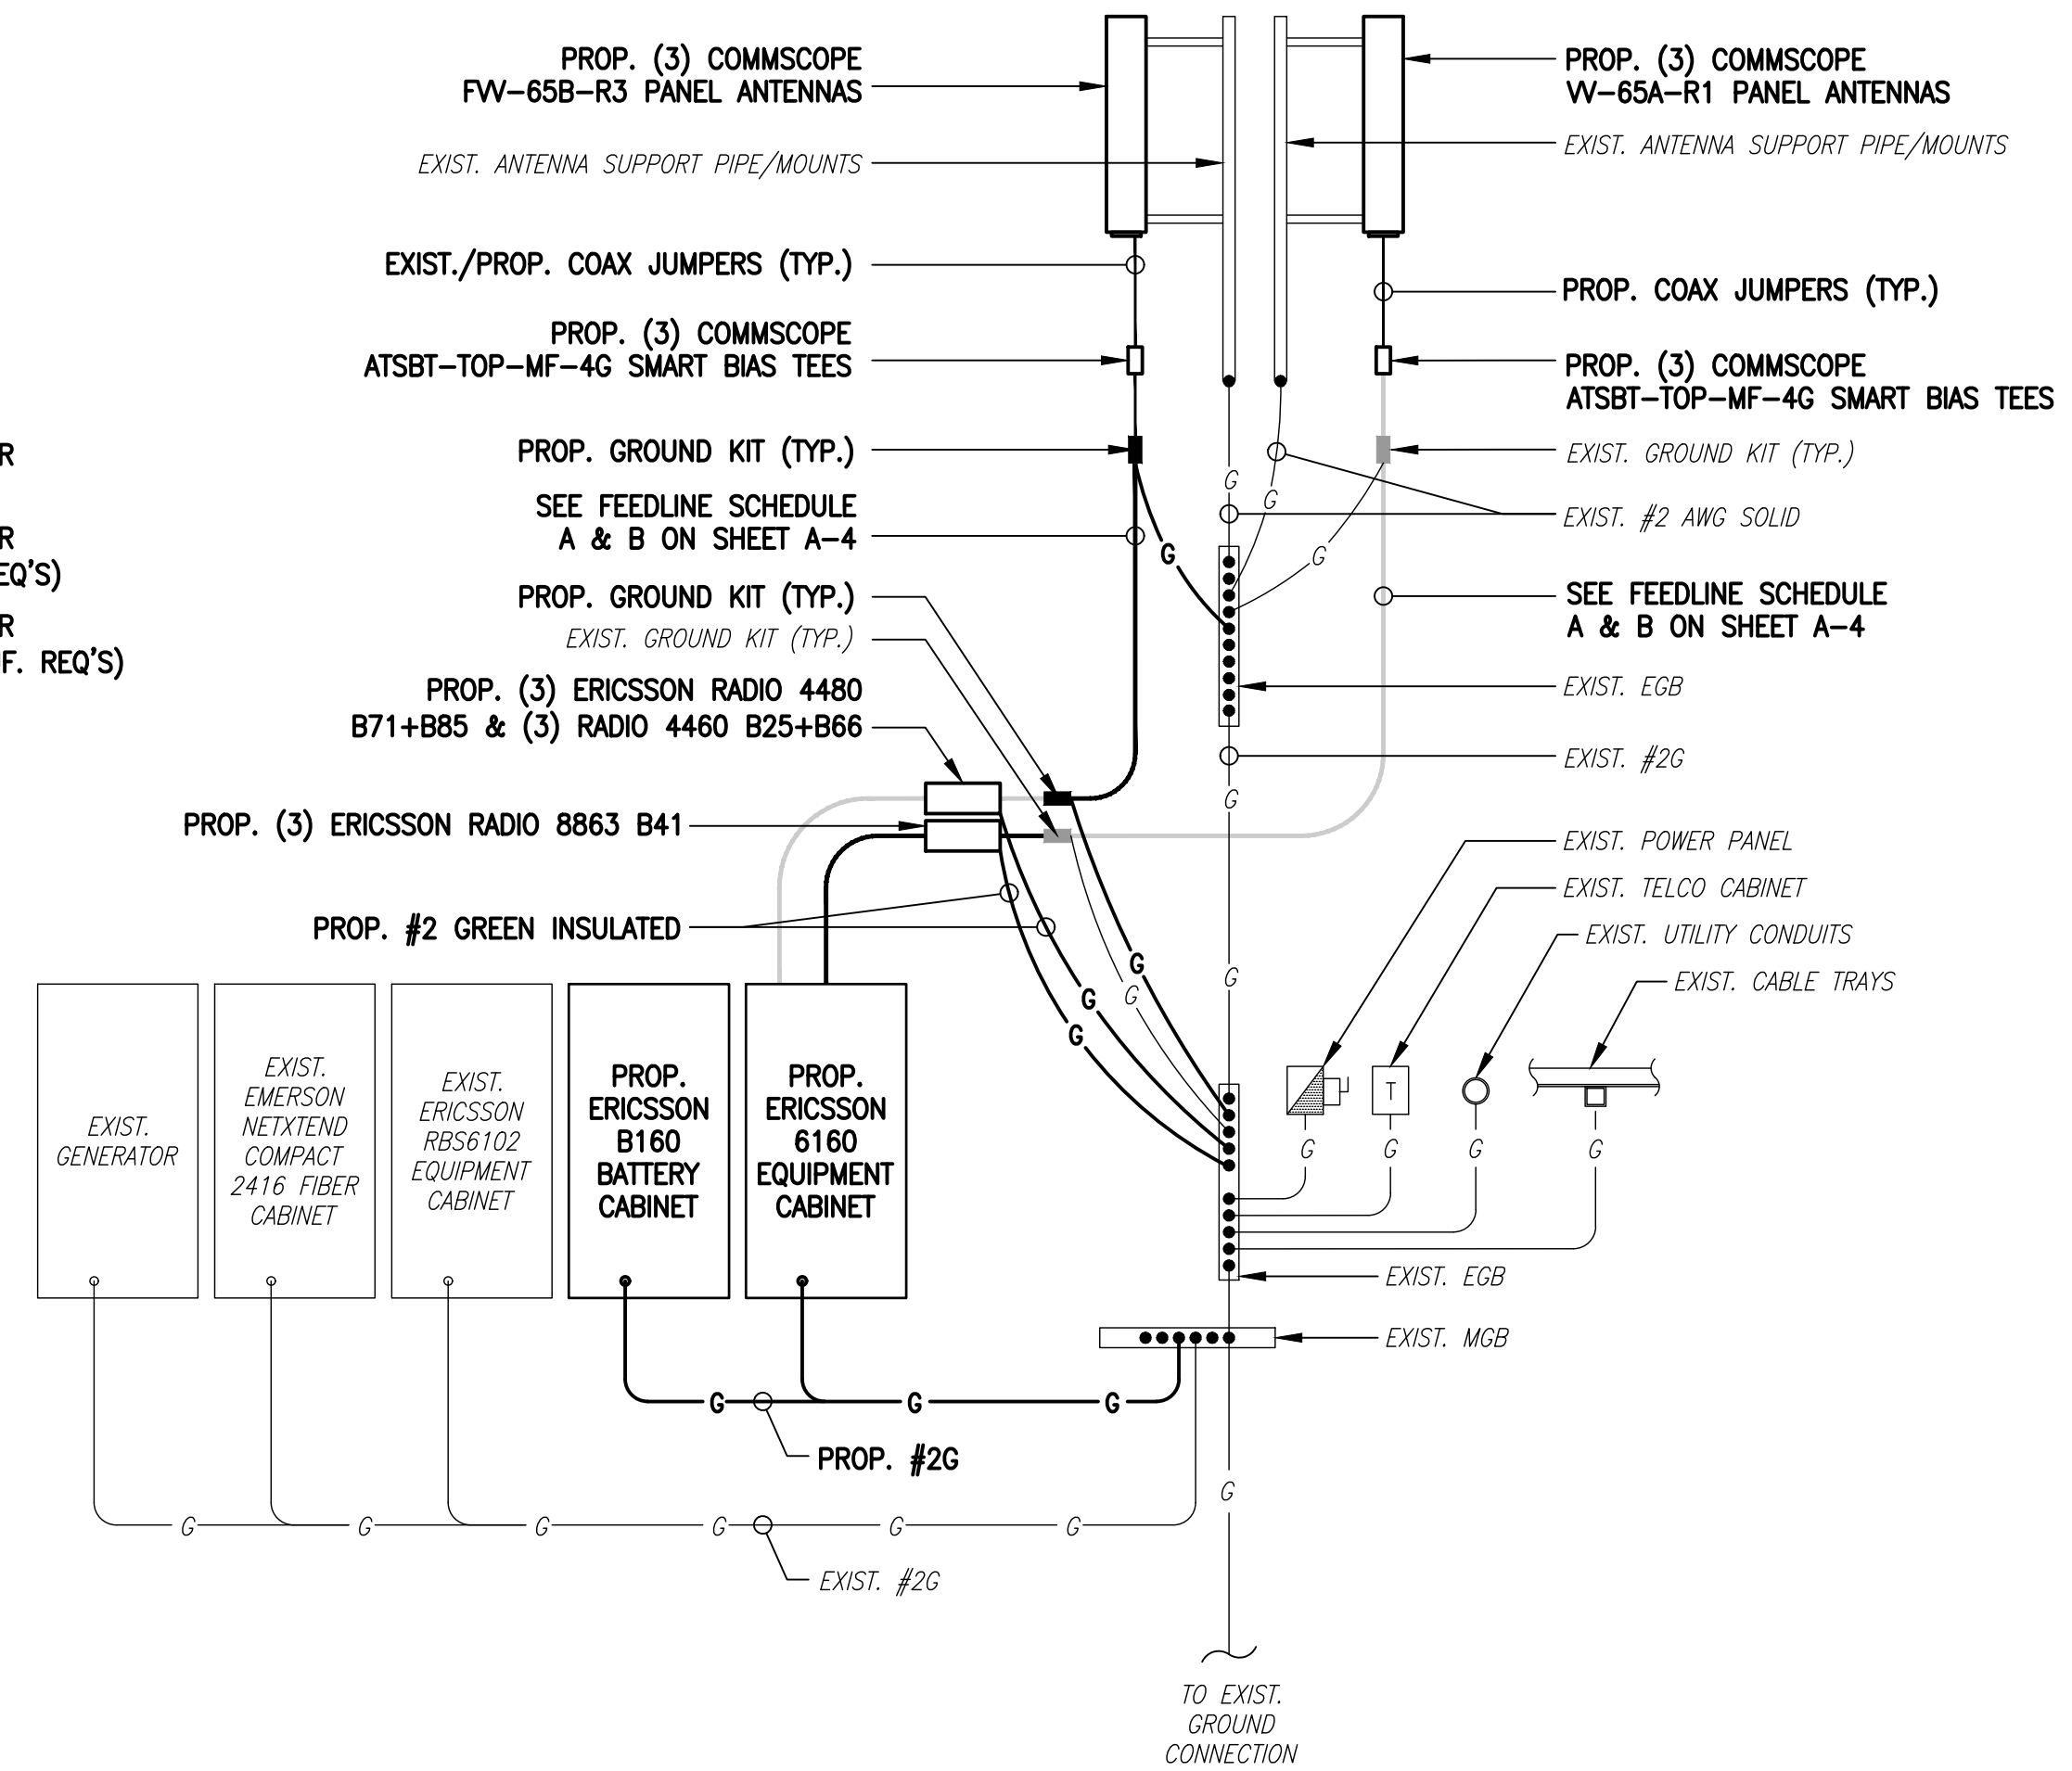 PROP. (3) COMMSCOPE
FVV-65B-R3 PANEL ANTENNAS
EXIST. ANTENNA SUPPORT PIPE/MOUNTS
EXIST./PROP. COAX JUMPERS (TYP.)
PROP. (3) COMMSCOPE
ATSBT-TOP-MF-4G SMART BIAS TEES
PROP. GROUND KIT (TYP.)
SEE FEEDLINE SCHEDULE
A & B ON SHEET A-4
PROP. GROUND KIT (TYP.)
EXIST. GROUND KIT (TYP.)
PROP. (3) ERICSSON RADIO 4480
B71+B85 & (3) RADIO 4460 B25+B66
PROP. (3) ERICSSON RADIO 8863 B41
PROP. #2 GREEN INSULATED
R
R
EQ'S)
R
F. REQ'S)
PROP. (3) COMMSCOPE
VV-65A-R1 PANEL ANTENNAS
EXIST. ANTENNA SUPPORT PIPE/MOUNTS
PROP. COAX JUMPERS (TYP.)
PROP. (3) COMMSCOPE
ATSBT-TOP-MF-4G SMART BIAS TEES
EXIST. GROUND KIT (TYP.)
EXIST. #2 AWG SOLID
SEE FEEDLINE SCHEDULE
A & B ON SHEET A-4
EXIST. EGB
EXIST. #2G
EXIST. POWER PANEL
EXIST. TELCO CABINET
EXIST. UTILITY CONDUITS
EXIST. CABLE TRAYS
G
G
G
G
G
G
G
G
G
G
EXIST.
GENERATOR
EXIST.
EMERSON
NETXTEND
COMPACT
2416 FIBER
CABINET
EXIST.
ERICSSON
RBS6102
EQUIPMENT
CABINET
PROP.
ERICSSON
B160
BATTERY
CABINET
PROP.
ERICSSON
6160
EQUIPMENT
CABINET
T
G
G
G
G
EXIST. EGB
EXIST. MGB
G
G
G
PROP. #2G
G
G
G
G
G
G
G
EXIST. #2G
TO EXIST.
GROUND
CONNECTION